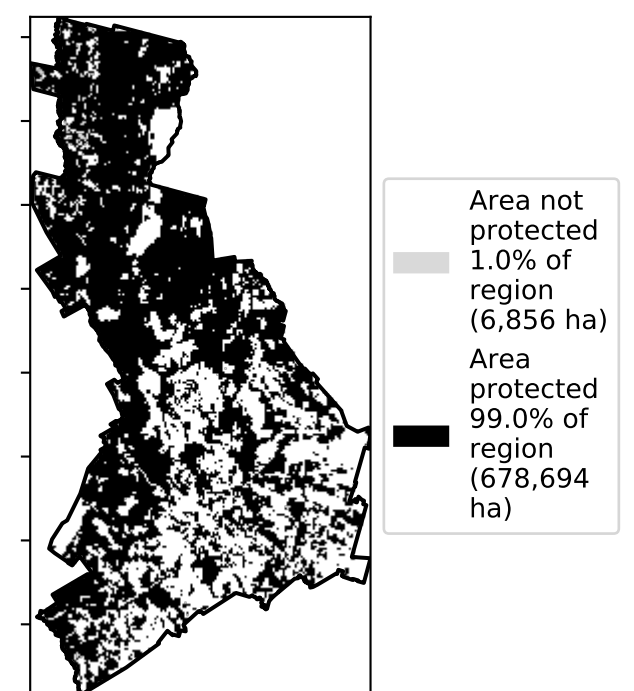 Area not
protected
1.0% of
region
(6,856 ha)
Area
protected
99.0% of
region
(678,694
ha)